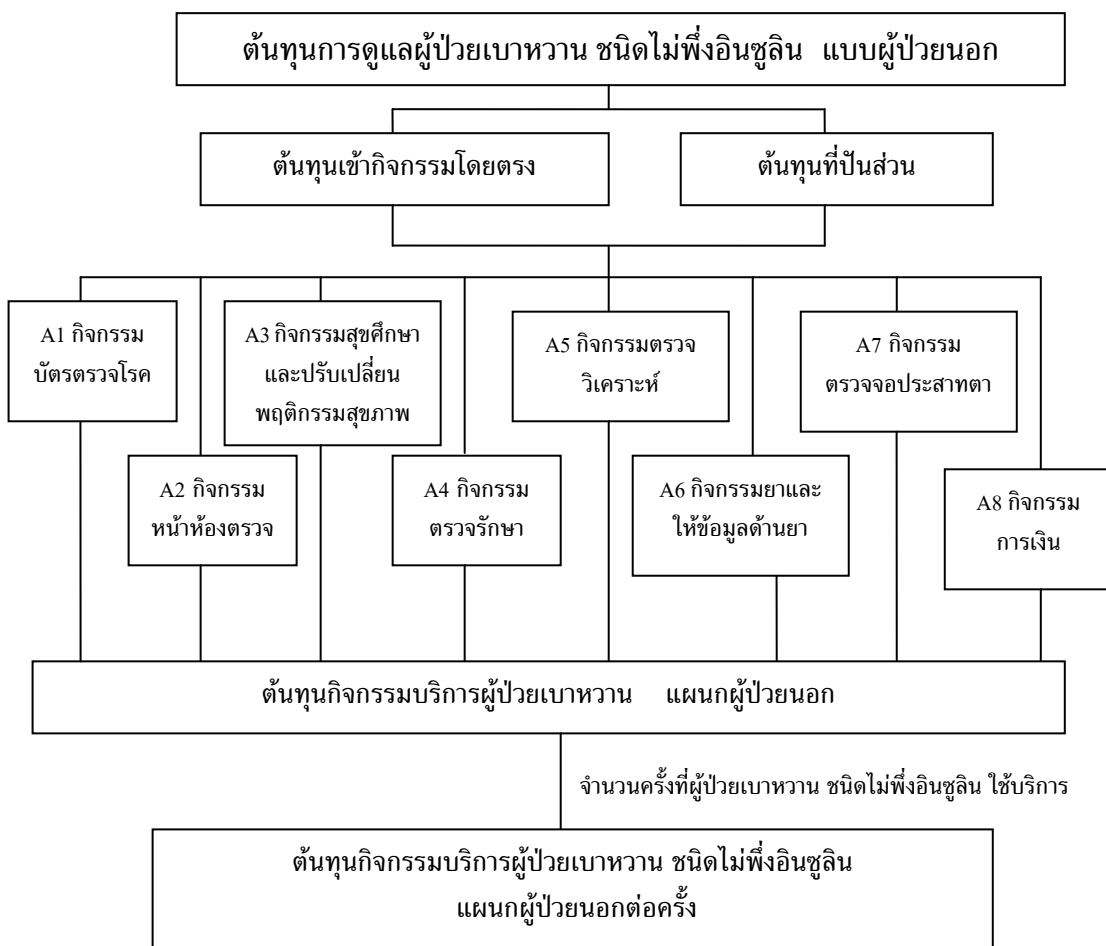 ต้นทุนการดูแลผู้ป่วยเบาหวาน ชนิดไม่พึ่งอินซูลิน แบบผู้ป่วยนอก
ต้นทุนเข้ากิจกรรมโดยตรง
ต้นทุนที่ปันส่วน
A1 กิจกรรม
บัตรตรวจโรค
A2 กิจกรรม
หน้าห้องตรวจ
A3 กิจกรรมสุขศึกษา
และปรับเปลี่ยน
พฤติกรรมสุขภาพ
A4 กิจกรรม
ตรวจรักษา
A5 กิจกรรมตรวจ
วิเคราะห์
A6 กิจกรรมยาและ
ให้ข้อมูลด้านยา
A7 กิจกรรม
ตรวจจอประสาทตา
A8 กิจกรรม
การเงิน
ต้นทุนกิจกรรมบริการผู้ป่วยเบาหวาน แผนกผู้ป่วยนอก
จำนวนครั้งที่ผู้ป่วยเบาหวาน ชนิดไม่พึ่งอินซูลิน ใช้บริการ
ต้นทุนกิจกรรมบริการผู้ป่วยเบาหวาน ชนิดไม่พึ่งอินซูลิน
แผนกผู้ป่วยนอกต่อครั้ง